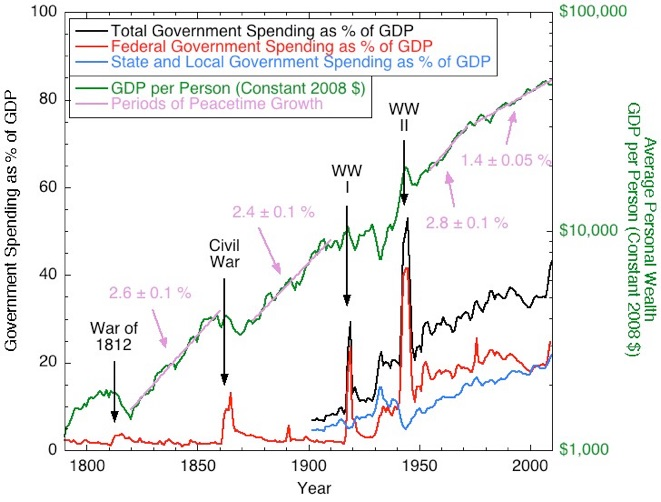 100
80
60
40
20
0
Government Spending as % of GDP
Total Government Spending as % of GDP
Federal Government Spending as % of GDP
State and Local Government Spending as % of GDP
GDP per Person (Constant 2008 $)
Periods of Peacetime Growth
WW
II
1.4 ± 0.05 %
WW
I
2.8 ± 0.1 %
2.4 ± 0.1 %
Civil
War
2.6 ± 0.1 %
War of
1812
$100,000
$10,000
$1,000
Average Personal Wealth
GDP per Person (Constant 2008 $)
1800
1850
1900
1950
2000
Year